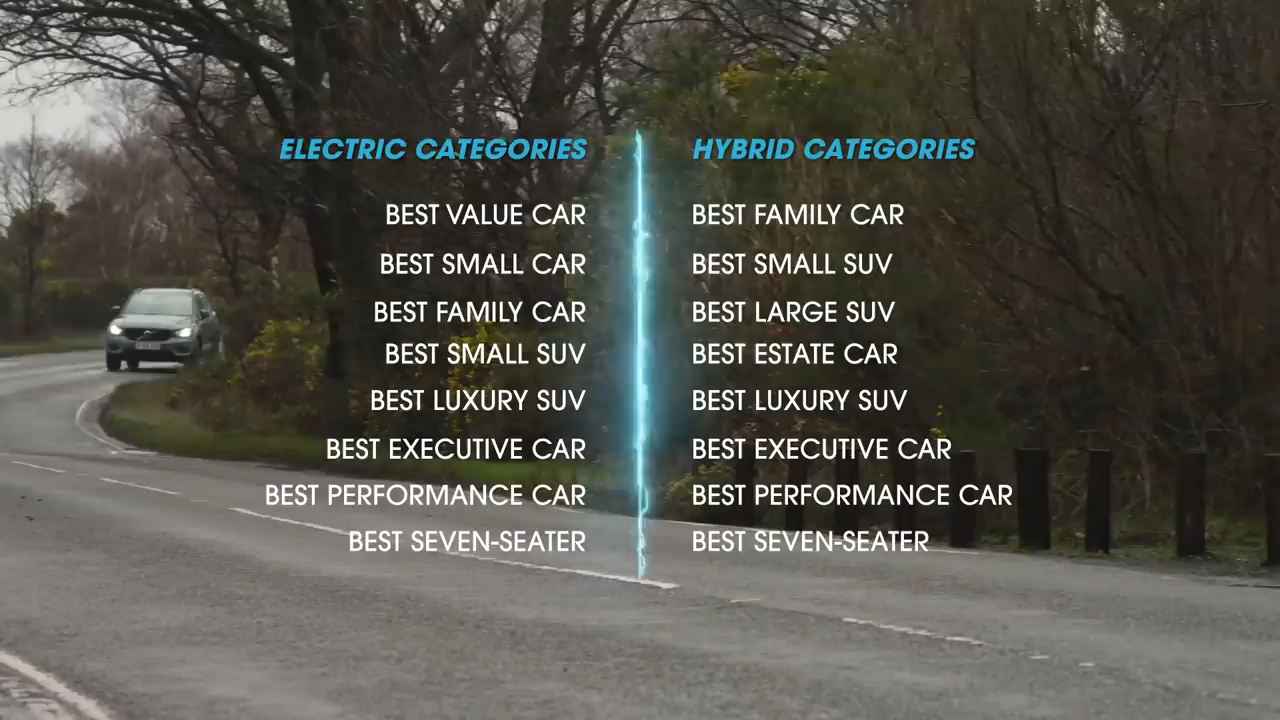 ELECTRIC CATEGORIES
BEST VALUE CAR
BEST SMALL CAR
BEST FAMILY CAR
BEST SMALL SUV
BEST LUXURY SUV
BEST EXECUTIVE CAR
BEST PERFORMANCE CAR
BEST SEVEN-SEATER
HYBRID CATEGORIES
BEST FAMILY CAR
BEST SMALL SUV
BEST LARGE SUV
BEST ESTATE CAR
BEST LUXURY SUV
BEST EXECUTIVE CAR
BEST PERFORMANCE CAR
BEST SEVEN-SEATER